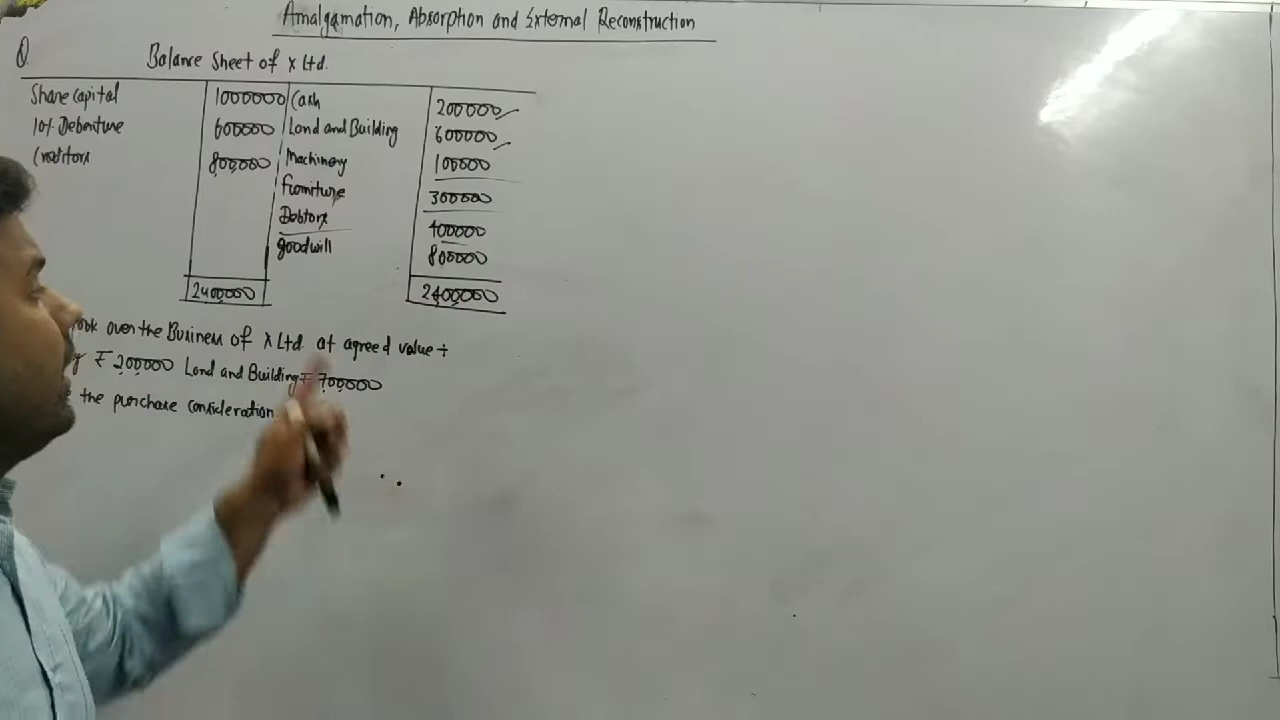 Amalgamation, Absorption and External Reconstruction
Q. Balance Sheet of X Ltd.
Share capital 1000000 Cash 200000
10% Debenture 600000 Land and Building 600000
Creditors 800000 Machinery 100000
Furniture 300000
Debtors 400000
goodwill 800000
2400000 2400000
took over the Business of X Ltd. at agreed value ÷
₹ 200000 Land and Building ₹ 700000
the purchase consideration